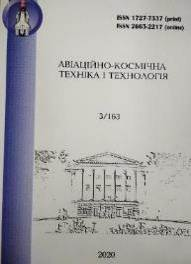 ISSN 1727-7337 (print)
ISSN 2663-2217 (online)
АВІАЦІЙНО-КОСМІЧНА
ТЕХНІКА І ТЕХНОЛОГІЯ
3/163
2020